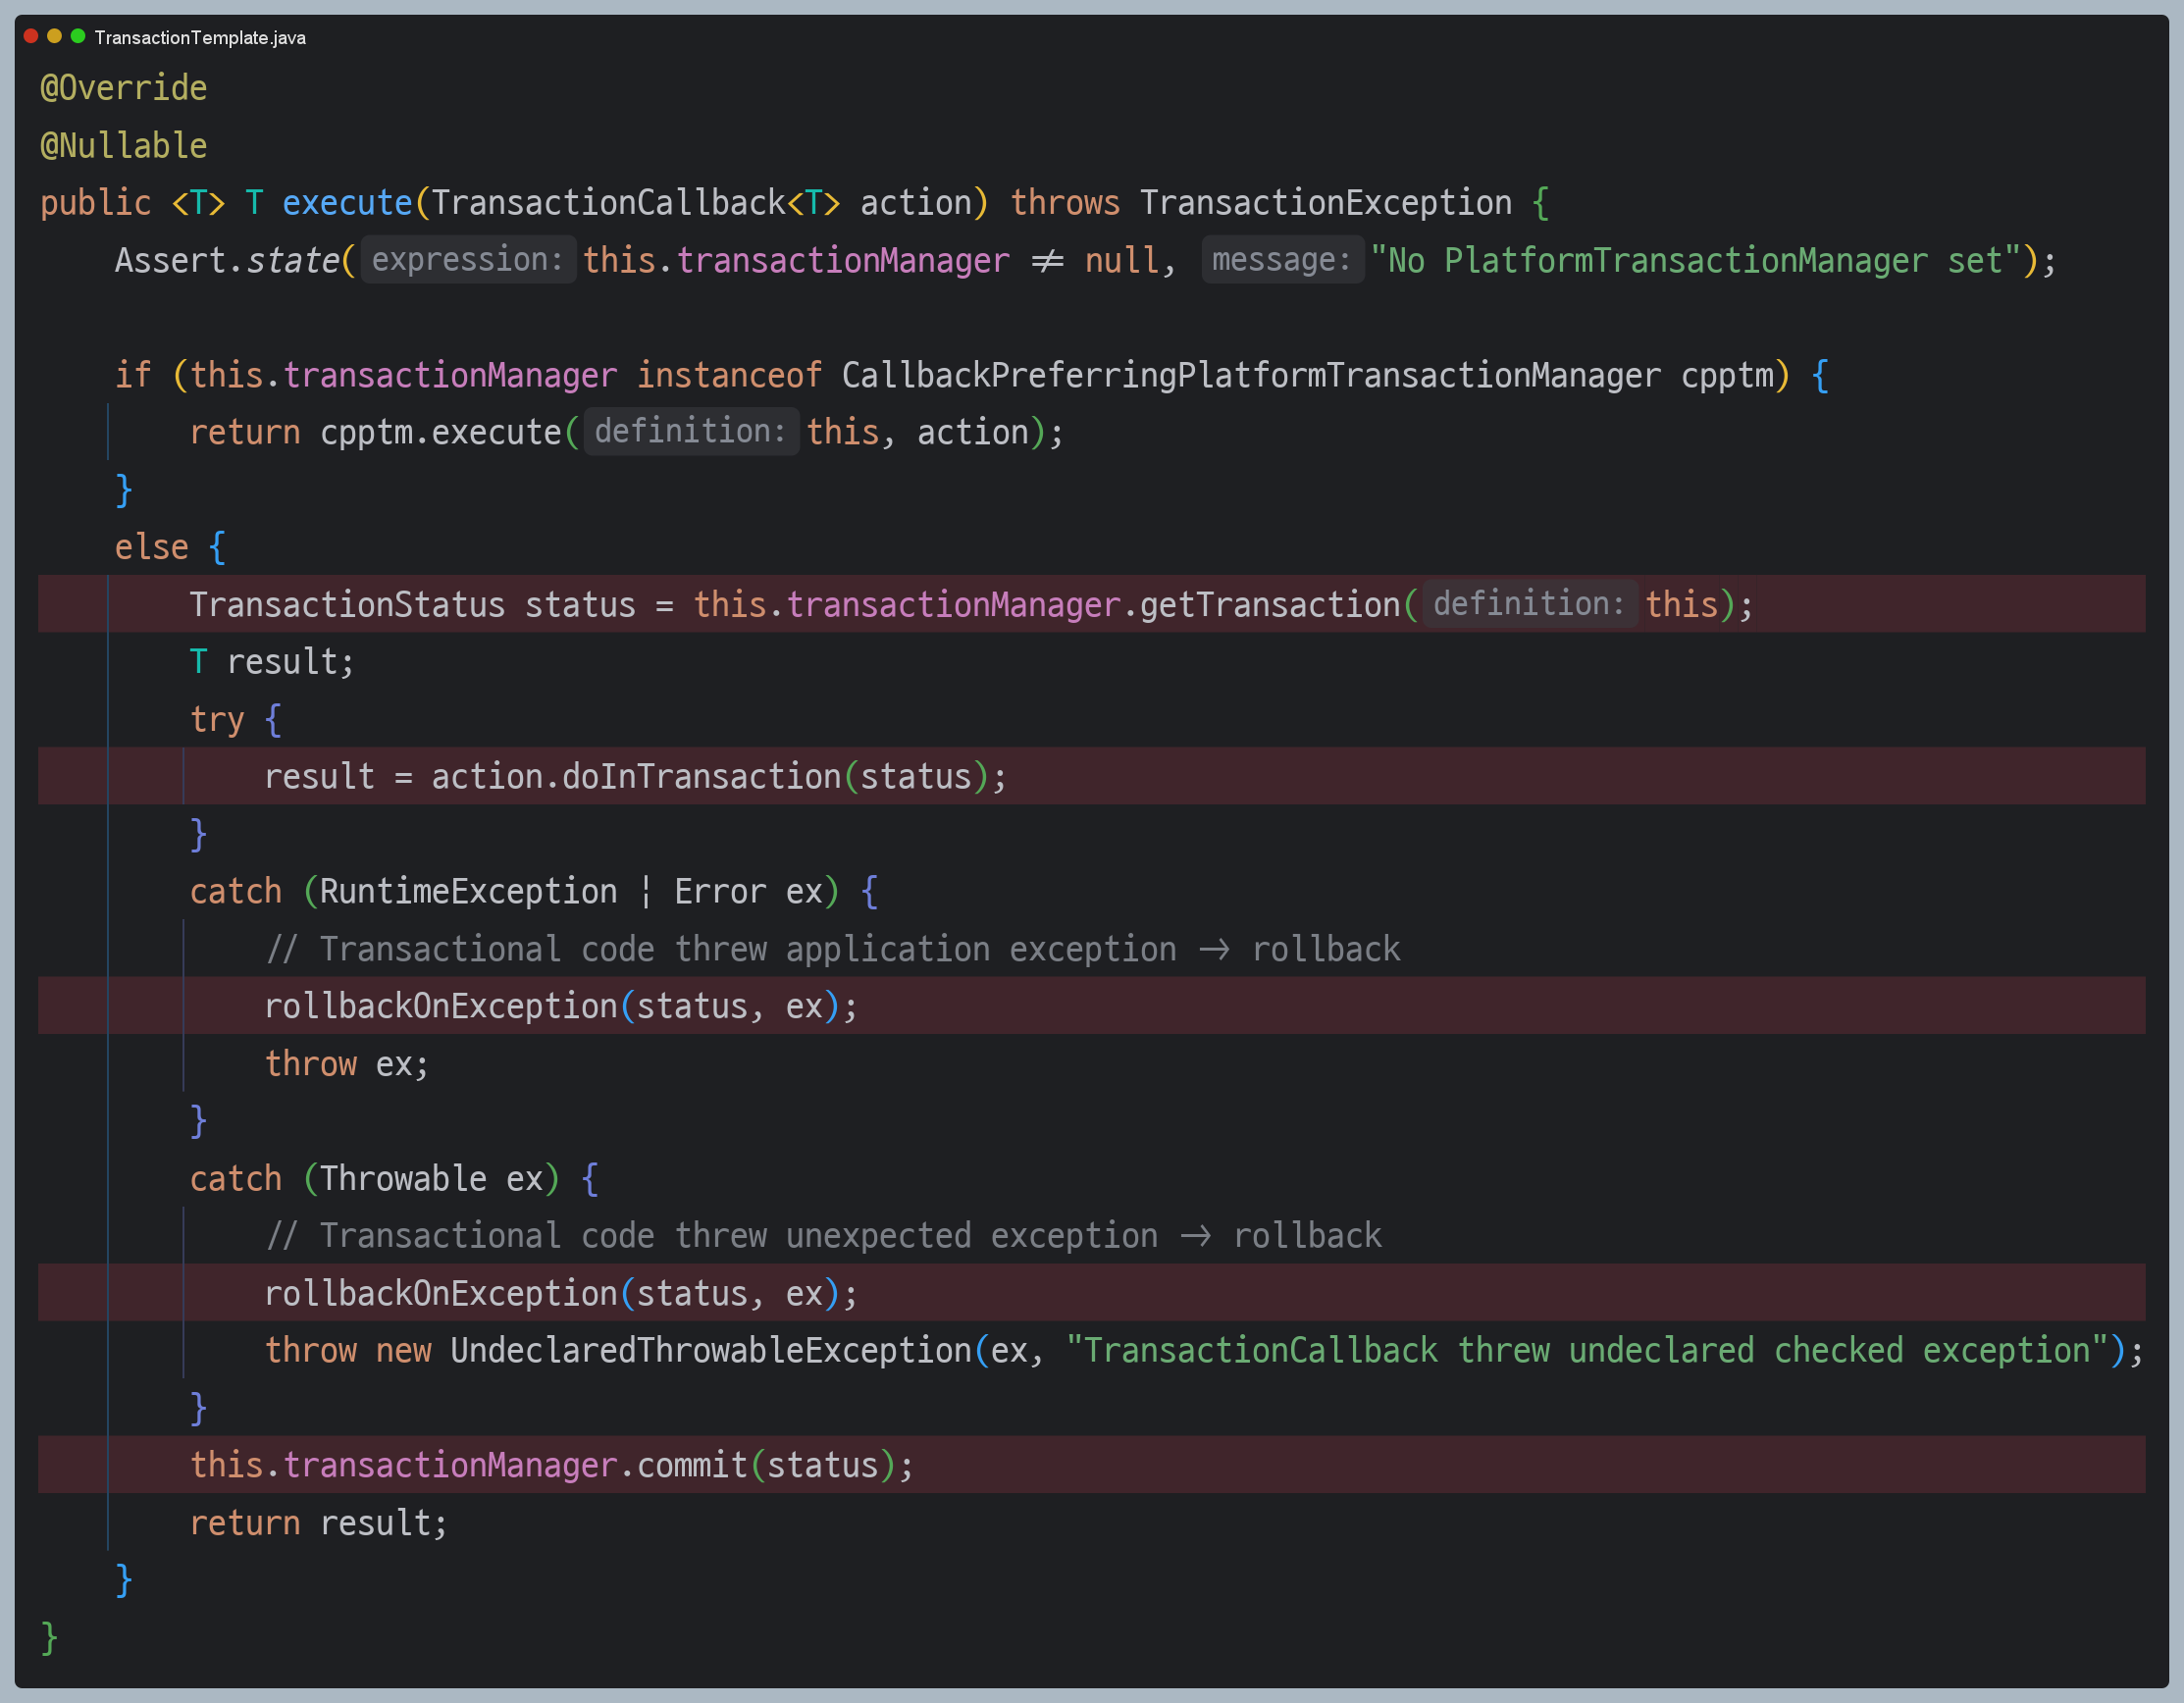 TransactionTemplate.java
@Override
@Nullable
public <T> T execute(TransactionCallback<T> action) throws TransactionException {
    Assert.state( expression: this.transactionManager ≠ null, message: "No PlatformTransactionManager set");

    if (this.transactionManager instanceof CallbackPreferringPlatformTransactionManager cpptm) {
        return cpptm.execute( definition: this, action);
    }
    else {
        TransactionStatus status = this.transactionManager.getTransaction( definition: this);
        T result;
        try {
            result = action.doInTransaction(status);
        }
        catch (RuntimeException ¦ Error ex) {
            // Transactional code threw application exception → rollback
            rollbackOnException(status, ex);
            throw ex;
        }
        catch (Throwable ex) {
            // Transactional code threw unexpected exception → rollback
            rollbackOnException(status, ex);
            throw new UndeclaredThrowableException(ex, "TransactionCallback threw undeclared checked exception");
        }
        this.transactionManager.commit(status);
        return result;
    }
}